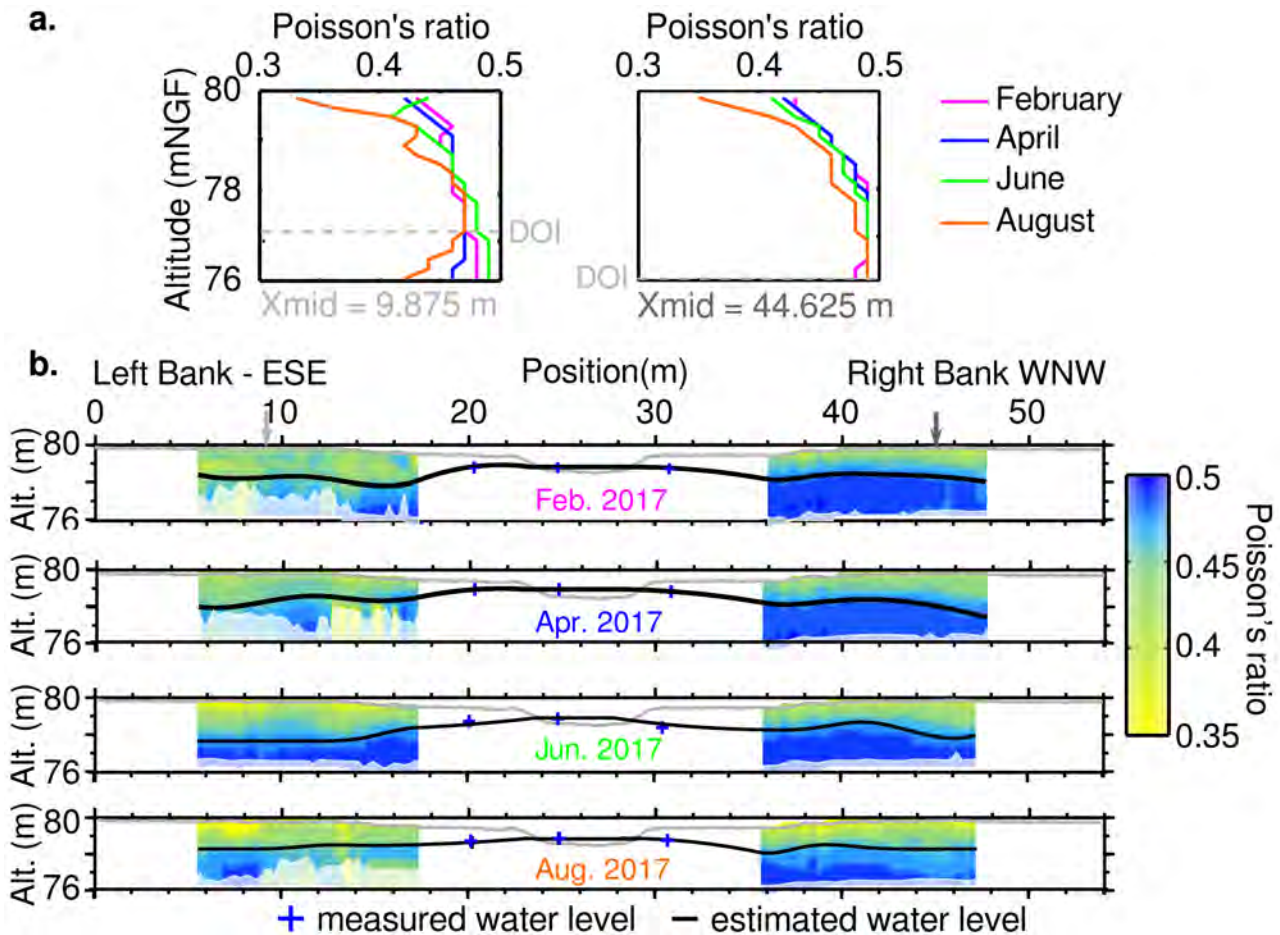 a.
Poisson's ratio Poisson's ratio
0.3 0.4 0.5 0.3 0.4 0.5
80
78
76
Altitude (mNGF)
DOI
DOI
Xmid = 9.875 m
Xmid = 44.625 m
February
April
June
August
b.
Left Bank - ESE Position(m) Right Bank WNW
0 10 20 30 40 50
Alt. (m) 80 76
Feb. 2017
Alt. (m) 80 76
Apr. 2017
Alt. (m) 80 76
Jun. 2017
Alt. (m) 80 76
Aug. 2017
0.5
0.45
0.4
0.35
Poisson's ratio
measured water level estimated water level